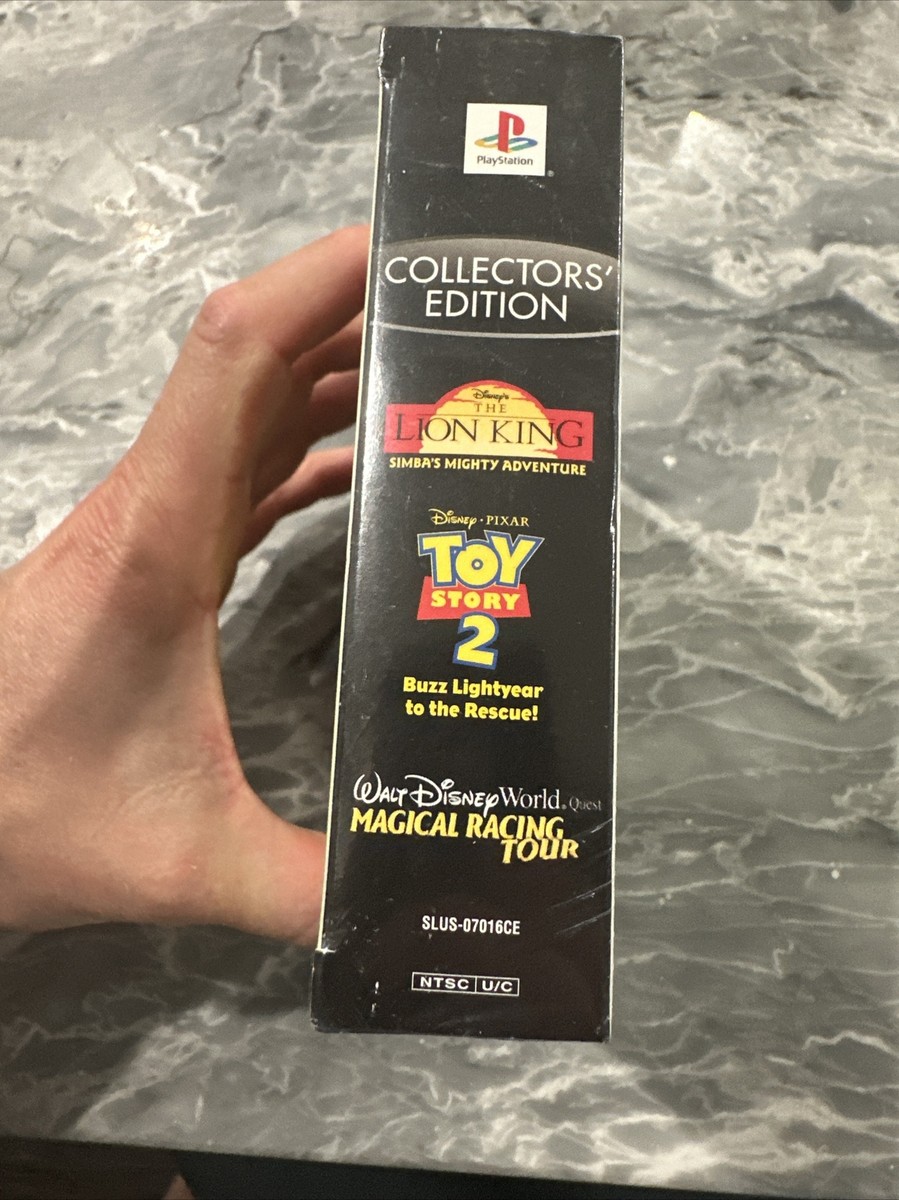 PlayStation
®
COLLECTORS'
EDITION
Disney's
THE
LION KING
SIMBA'S MIGHTY ADVENTURE
Disney • PIXAR
TOY
STORY
2
Buzz Lightyear
to the Rescue!
WALT DISNEY World® Quest
MAGICAL RACING
TOUR
SLUS-07016CE
NTSC U/C